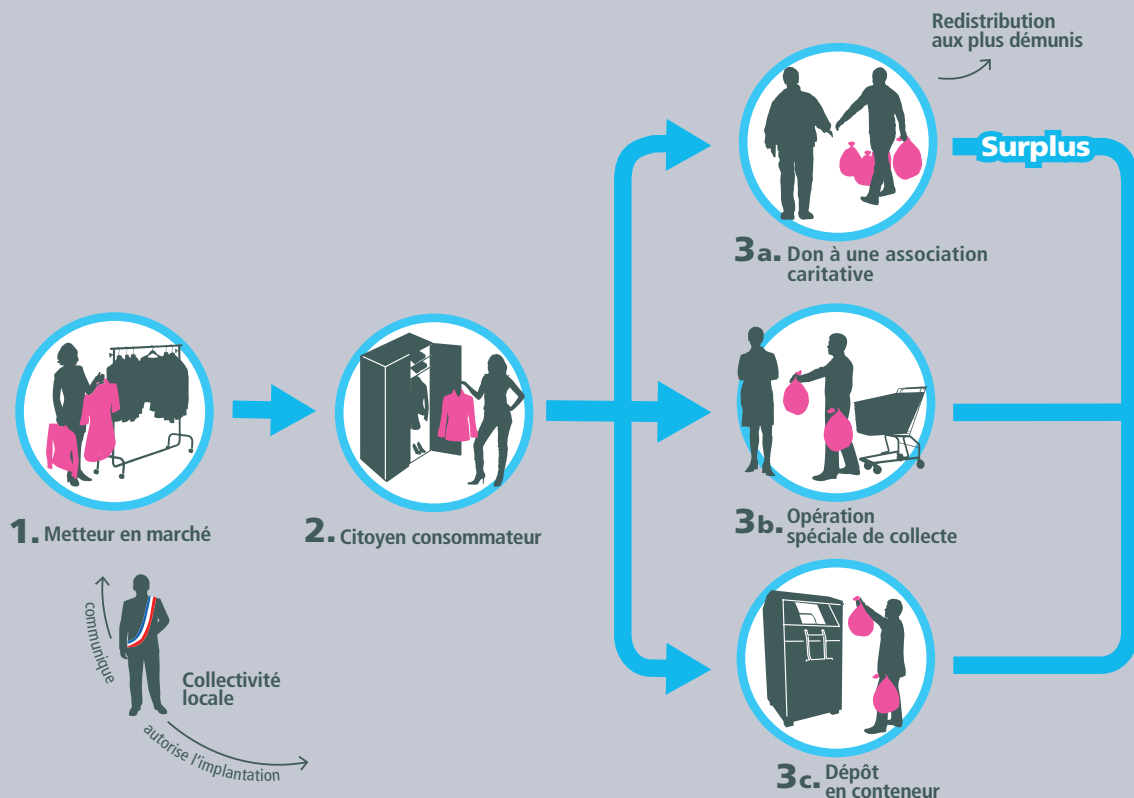 Redistribution
aux plus démunis
Surplus
3a. Don à une association
caritative
1. Metteur en marché
2. Citoyen consommateur
3b. Opération
spéciale de collecte
communique
Collectivité
locale
autorise l'implantation
3c. Dépôt
en conteneur